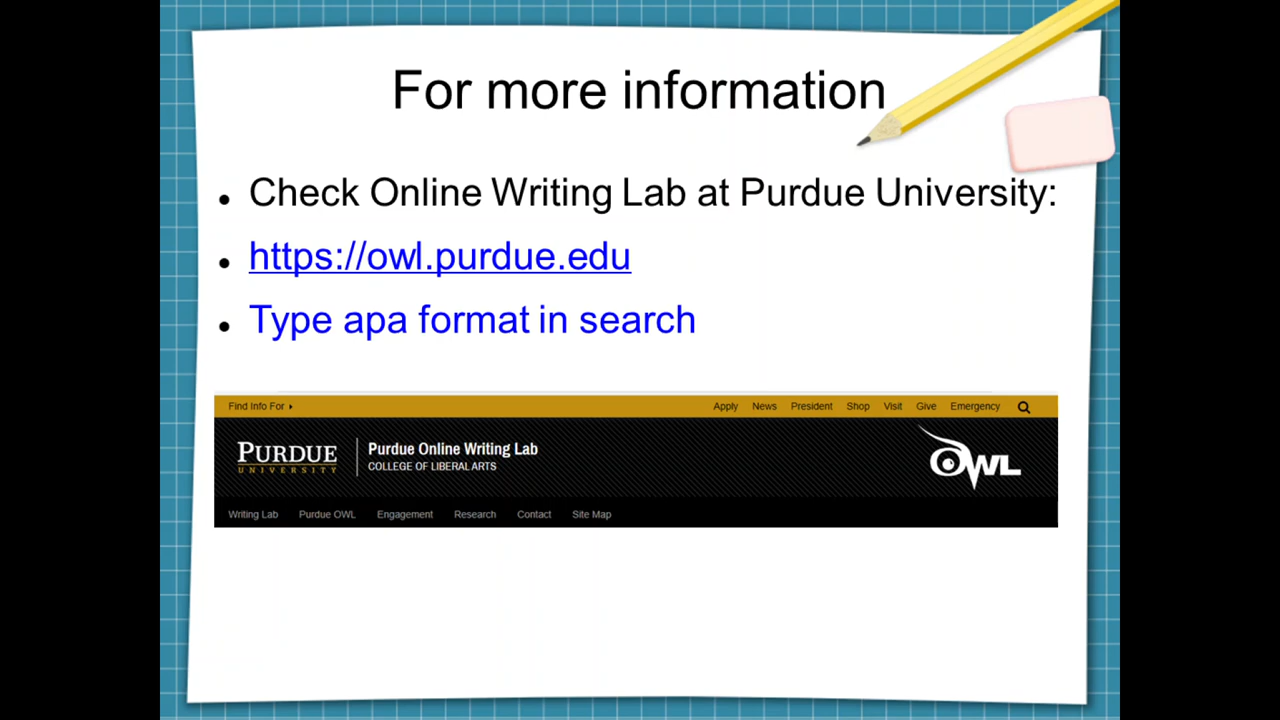 For more information
Check Online Writing Lab at Purdue University:
https://owl.purdue.edu
Type apa format in search
Find Info For
Apply News President Shop Visit Give Emergency
PURDUE UNIVERSITY
Purdue Online Writing Lab
COLLEGE OF LIBERAL ARTS
OWL
Writing Lab Purdue OWL Engagement Research Contact Site Map